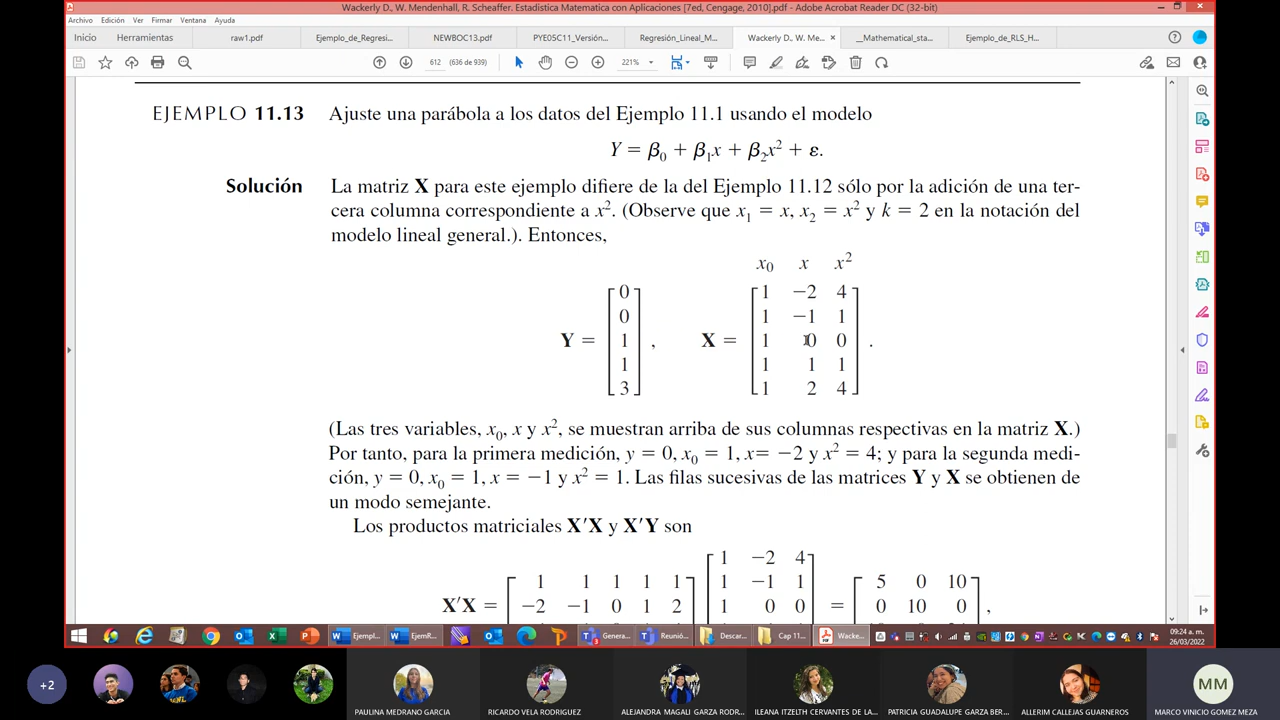 Wackerly D., W. Mendenhall, R. Scheaffer. Estadística Matematica con Aplicaciones [7ed, Cengage, 2010].pdf - Adobe Acrobat Reader DC (32-bit)
Archivo Edición Ver Firmar Ventana Ayuda
Inicio Herramientas raw1.pdf Ejemplo_de_Regresi... NEWBOC13.pdf PYE05C11_Versión... Regresión_Lineal_M... Wackerly D., W. Me... × __Mathematical_sta... Ejemplo_de_RLS_H...
612 (636 de 939) 221%
EJEMPLO 11.13 Ajuste una parábola a los datos del Ejemplo 11.1 usando el modelo
Y = β₀ + β₁x + β₂x² + ε.
Solución La matriz X para este ejemplo difiere de la del Ejemplo 11.12 sólo por la adición de una ter-
cera columna correspondiente a x². (Observe que x₁ = x, x₂ = x² y k = 2 en la notación del
modelo lineal general.). Entonces,
x₀ x x²
0 1 −2 4
0 1 −1 1
Y = 1 , X = 1 0 0 .
1 1 1 1
3 1 2 4
(Las tres variables, x₀, x y x², se muestran arriba de sus columnas respectivas en la matriz X.)
Por tanto, para la primera medición, y = 0, x₀ = 1, x= −2 y x² = 4; y para la segunda medi-
ción, y = 0, x₀ = 1, x = −1 y x² = 1. Las filas sucesivas de las matrices Y y X se obtienen de
un modo semejante.
Los productos matriciales X′X y X′Y son
1 −2 4
1 1 1 1 1 1 −1 1 5 0 10
X′X = −2 −1 0 1 2 1 0 0 = 0 10 0 ,
Ejempl... EjemR... Genera... Reunió... Descar... Cap 11... Wacke...
09:24 a. m.
26/03/2022
+2
PAULINA MEDRANO GARCIA RICARDO VELA RODRIGUEZ ALEJANDRA MAGALI GARZA RODR... ILEANA ITZELTH CERVANTES DE LA... PATRICIA GUADALUPE GARZA BER... ALLERIM CALLEJAS GUARNEROS MM MARCO VINICIO GOMEZ MEZA